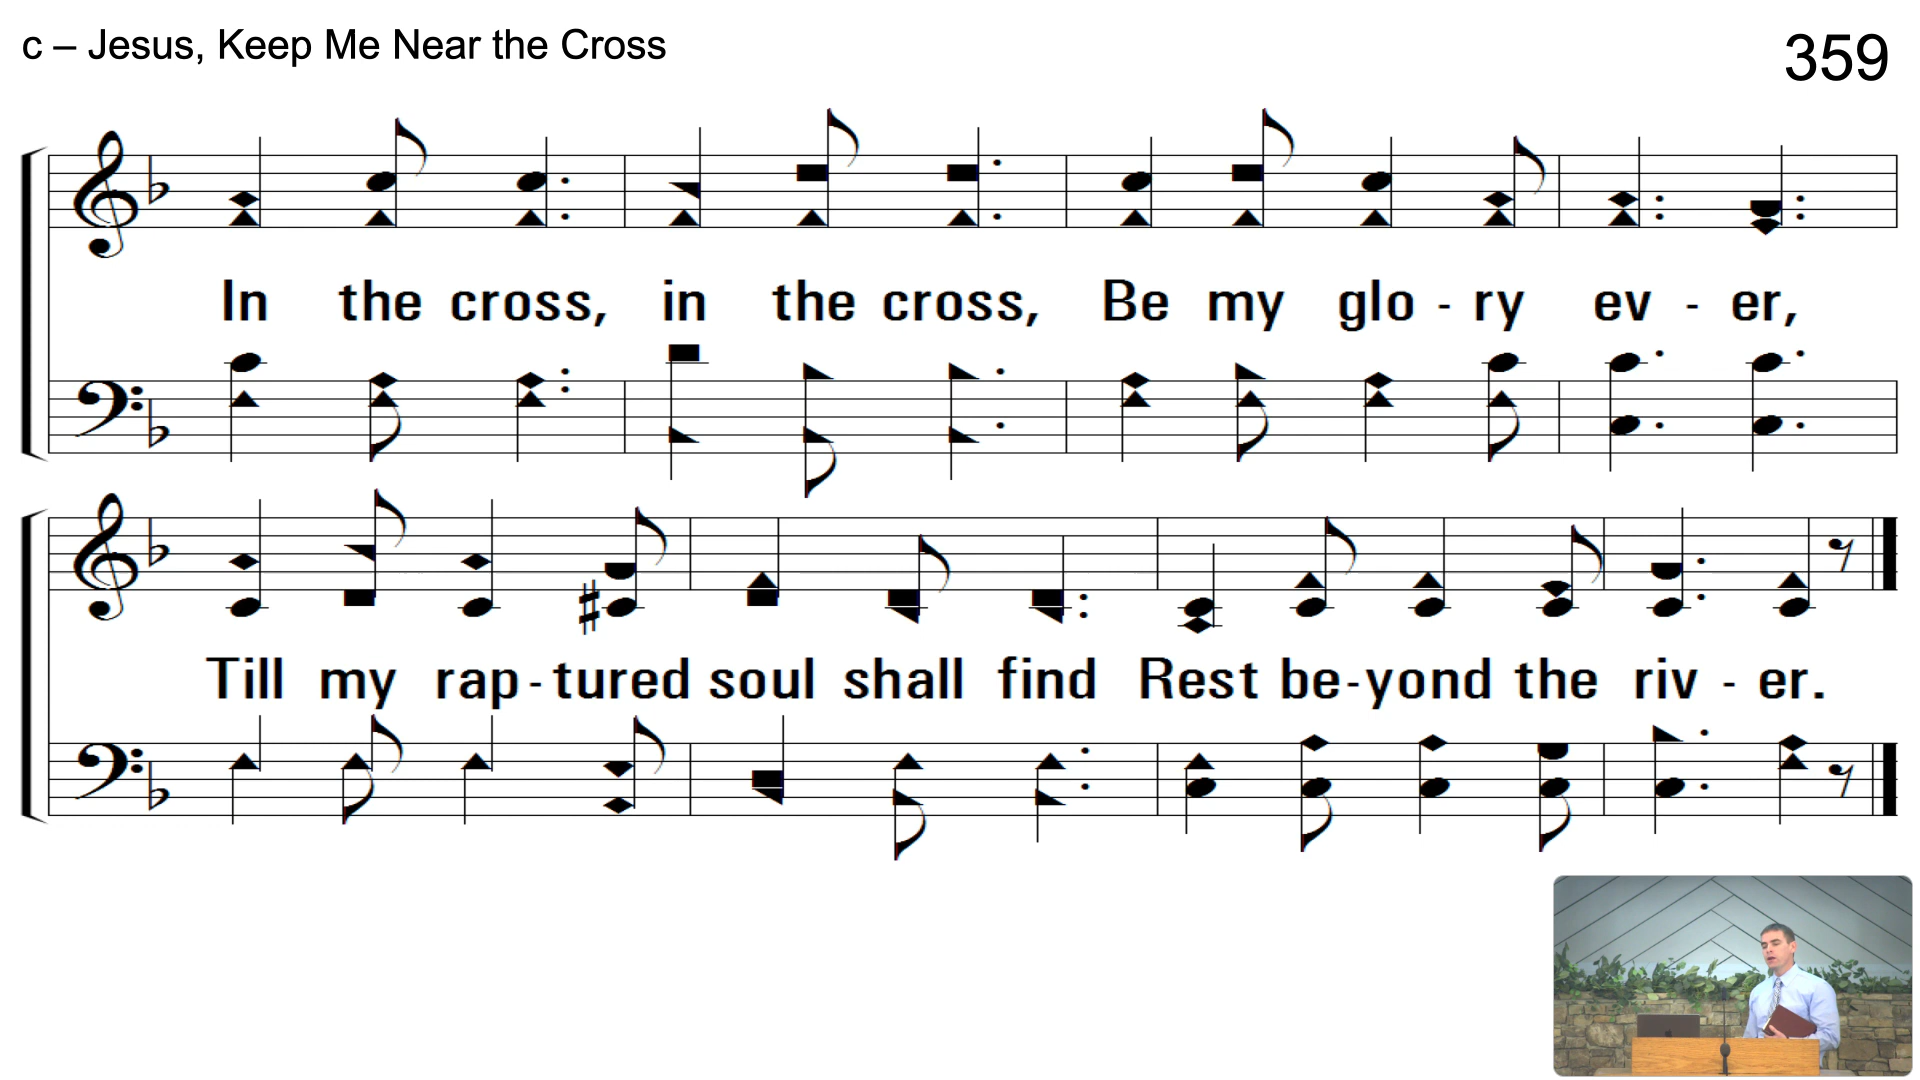 c – Jesus, Keep Me Near the Cross
359
In the cross, in the cross, Be my glo - ry ev - er,
Till my rap - tured soul shall find Rest be - yond the riv - er.